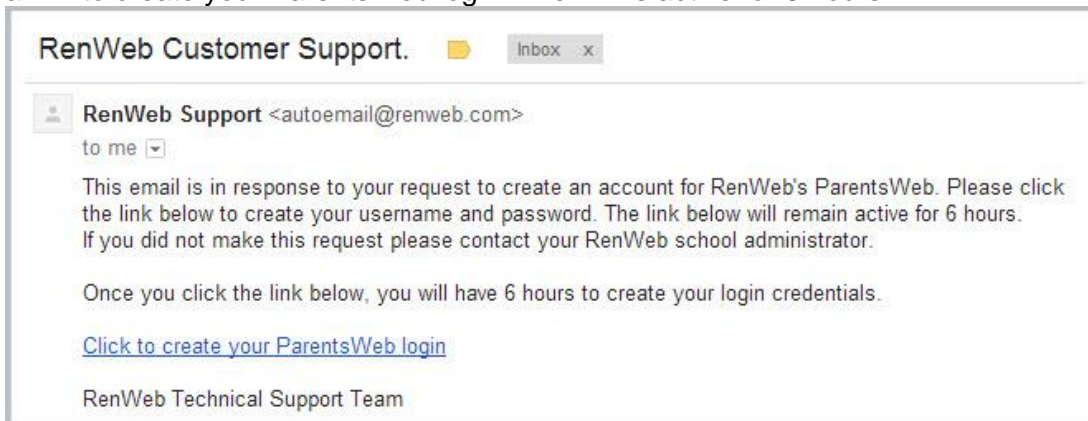 RenWeb Customer Support. Inbox x
RenWeb Support <autoemail@renweb.com>
to me
This email is in response to your request to create an account for RenWeb's ParentsWeb. Please click
the link below to create your username and password. The link below will remain active for 6 hours.
If you did not make this request please contact your RenWeb school administrator.
Once you click the link below, you will have 6 hours to create your login credentials.
Click to create your ParentsWeb login
RenWeb Technical Support Team